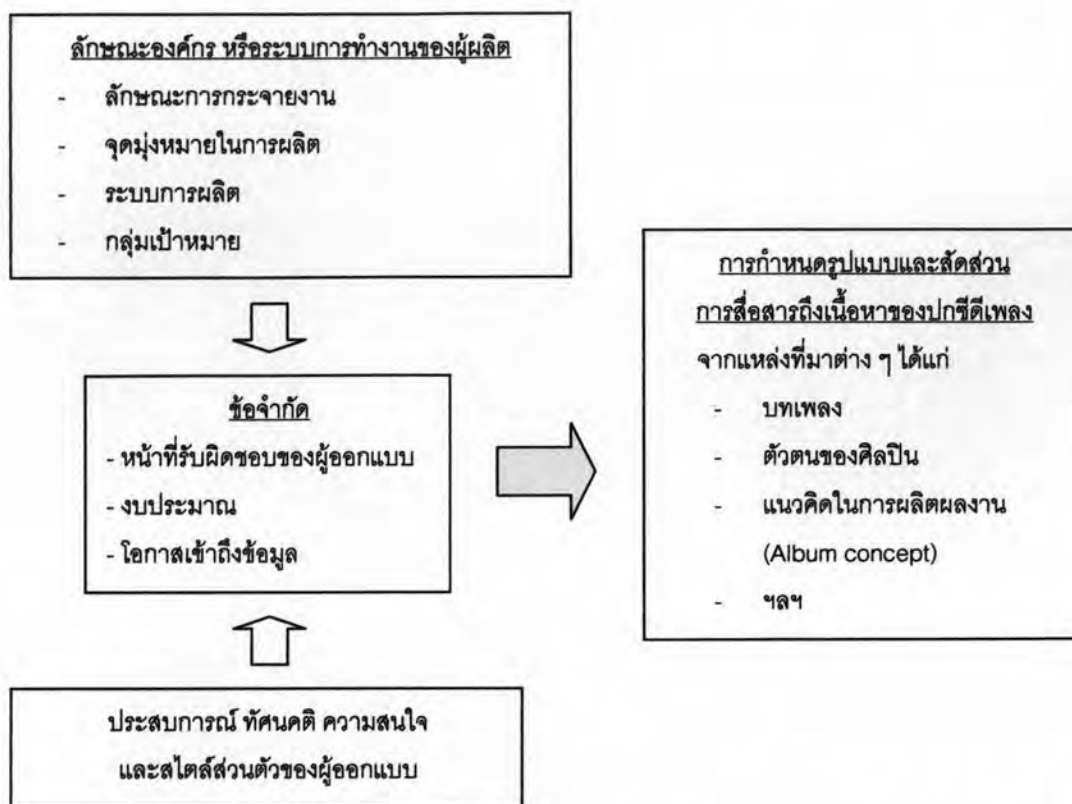 ลักษณะองค์กร หรือระบบการทำงานของผู้ผลิต
- ลักษณะการกระจายงาน
- จุดมุ่งหมายในการผลิต
- ระบบการผลิต
- กลุ่มเป้าหมาย
ข้อจำกัด
- หน้าที่รับผิดชอบของผู้ออกแบบ
- งบประมาณ
- โอกาสเข้าถึงข้อมูล
ประสบการณ์ ทัศนคติ ความสนใจ
และสไตล์ส่วนตัวของผู้ออกแบบ
การกำหนดรูปแบบและสัดส่วน
การสื่อสารถึงเนื้อหาของปกซีดีเพลง
จากแหล่งที่มาต่าง ๆ ได้แก่
- บทเพลง
- ตัวตนของศิลปิน
- แนวคิดในการผลิตผลงาน
(Album concept)
- ฯลฯ